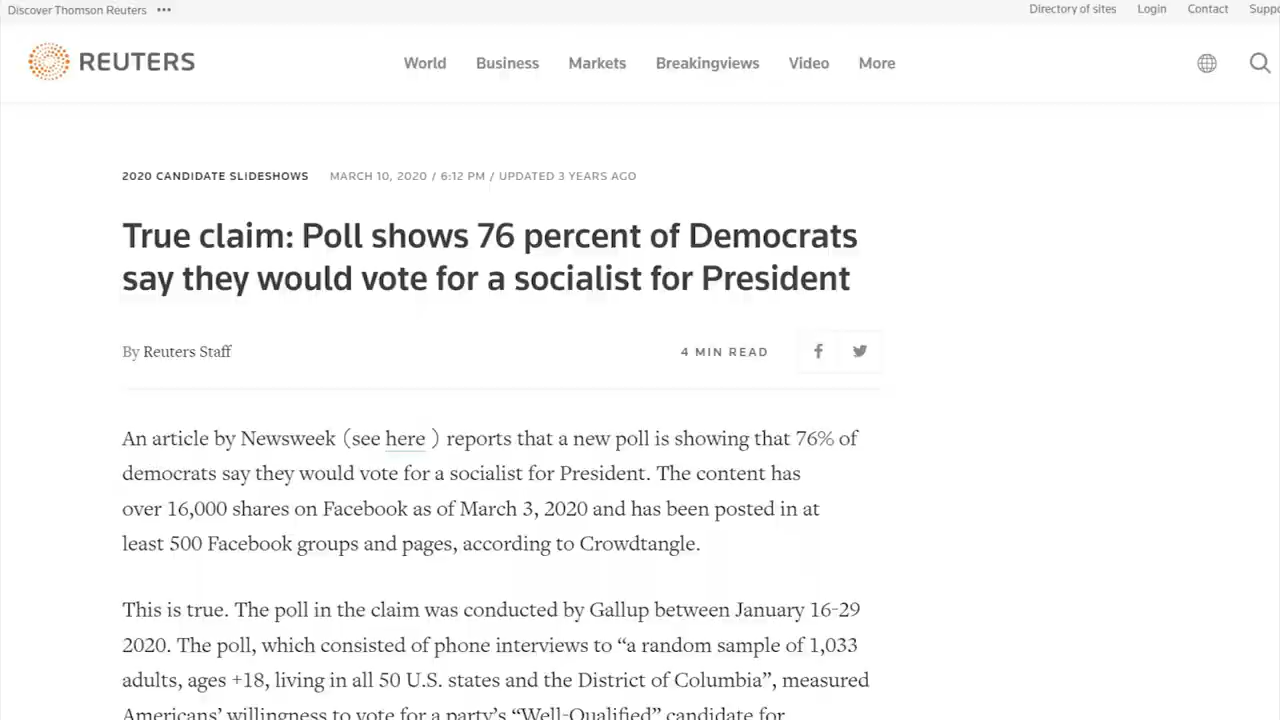 Discover Thomson Reuters •••
Directory of sites Login Contact Suppo
REUTERS
World Business Markets Breakingviews Video More
2020 CANDIDATE SLIDESHOWS MARCH 10, 2020 / 6:12 PM / UPDATED 3 YEARS AGO
True claim: Poll shows 76 percent of Democrats
say they would vote for a socialist for President
By Reuters Staff
4 MIN READ
An article by Newsweek (see here ) reports that a new poll is showing that 76% of
democrats say they would vote for a socialist for President. The content has
over 16,000 shares on Facebook as of March 3, 2020 and has been posted in at
least 500 Facebook groups and pages, according to Crowdtangle.
This is true. The poll in the claim was conducted by Gallup between January 16-29
2020. The poll, which consisted of phone interviews to “a random sample of 1,033
adults, ages +18, living in all 50 U.S. states and the District of Columbia”, measured
Americans’ willingness to vote for a party’s “Well-Qualified” candidate for